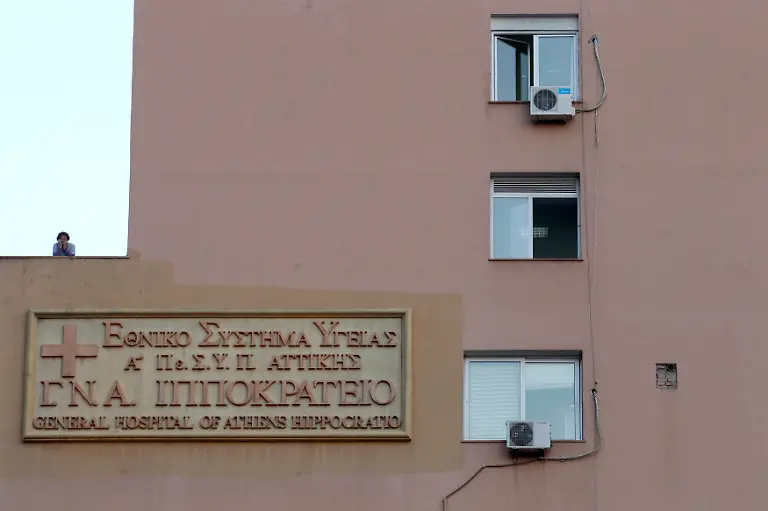 ΕΘΝΙΚΟ ΣΥΣΤΗΜΑ ΥΓΕΙΑΣ
Α΄ Πε.Σ.Υ.Π ΑΤΤΙΚΗΣ
Γ.Ν.Α. ΙΠΠΟΚΡΑΤΕΙΟ
GENERAL HOSPITAL OF ATHENS HIPPOCRATIO